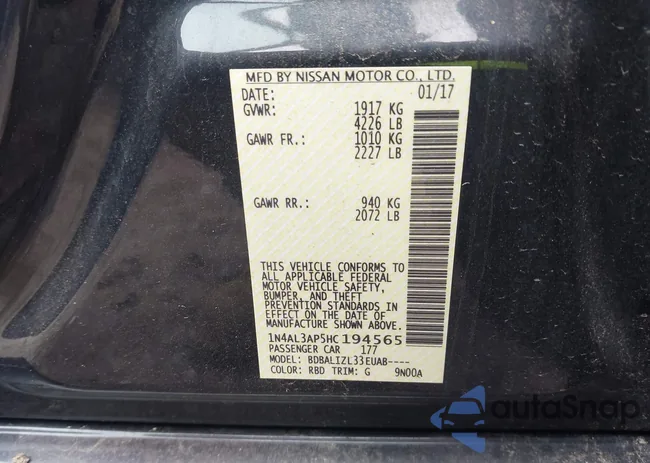 MFD BY NISSAN MOTOR CO., LTD.
DATE: 01/17
GVWR: 1917 KG
4226 LB
GAWR FR.: 1010 KG
2227 LB
GAWR RR.: 940 KG
2072 LB
THIS VEHICLE CONFORMS TO
ALL APPLICABLE FEDERAL
MOTOR VEHICLE SAFETY,
BUMPER, AND THEFT
PREVENTION STANDARDS IN
EFFECT ON THE DATE OF
MANUFACTURE SHOWN ABOVE.
1N4AL3AP5HC194565
PASSENGER CAR 177
MODEL: BDBALIZL33EUAB----
COLOR: RBD TRIM: G 9N00A
autoSnap